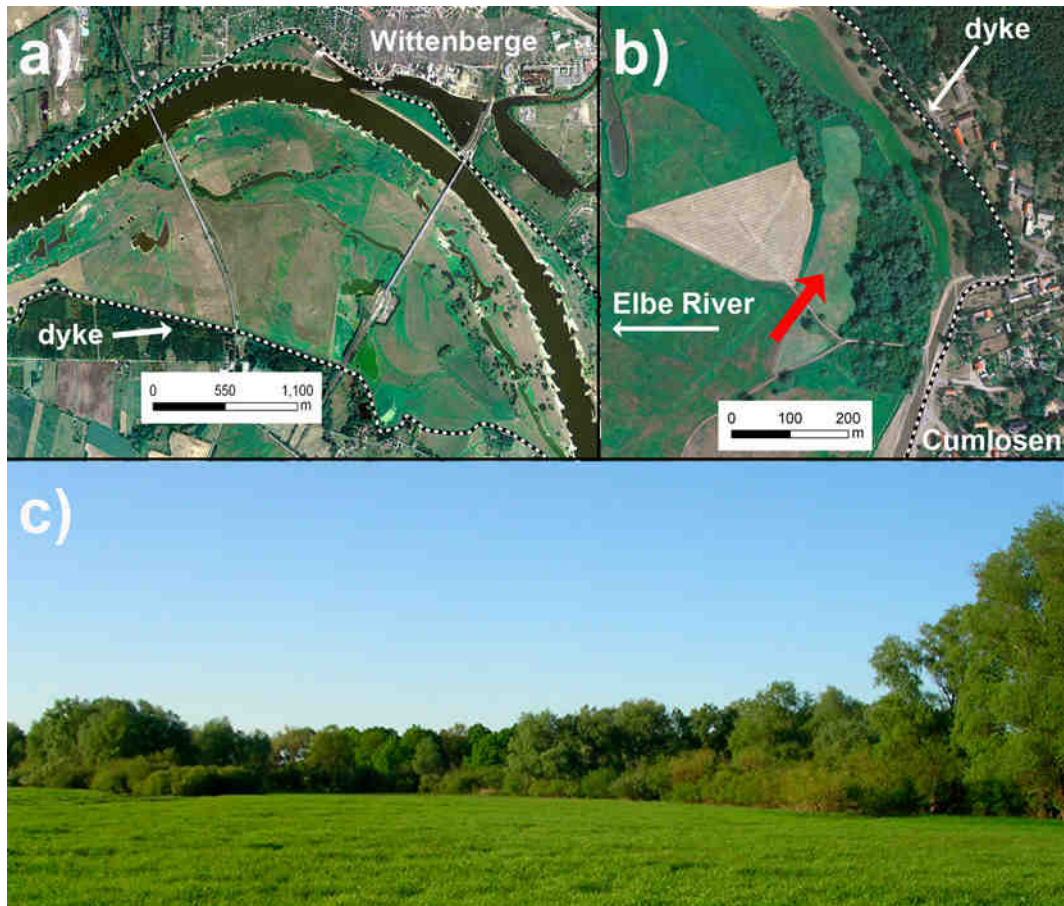 a)
Wittenberge
dyke
0 550 1,100
m
b)
dyke
Elbe River
0 100 200
m
Cumlosen
c)